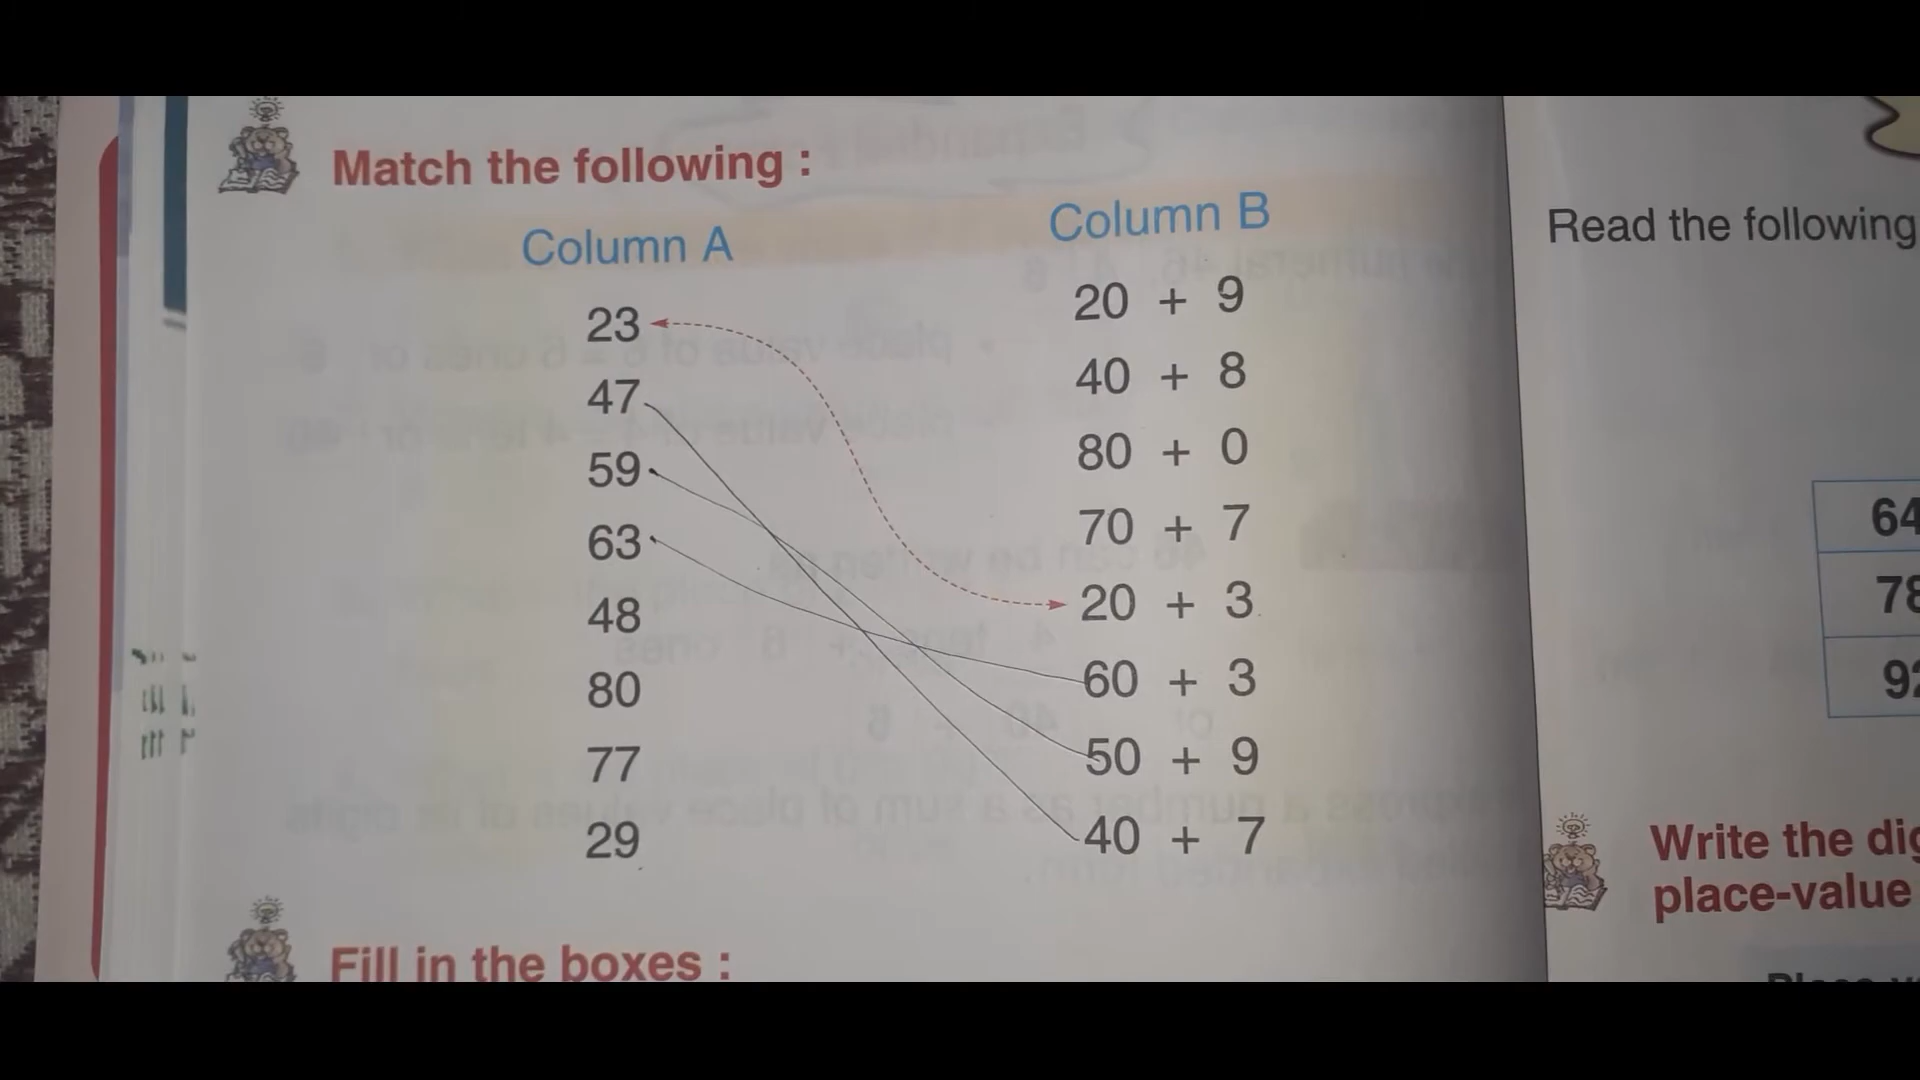 Match the following :
Column A Column B
23 20 + 9
47 40 + 8
59 80 + 0
63 70 + 7
48 20 + 3
80 60 + 3
77 50 + 9
29 40 + 7
Fill in the boxes :
Read the following
64
78
92
Write the dig
place-value